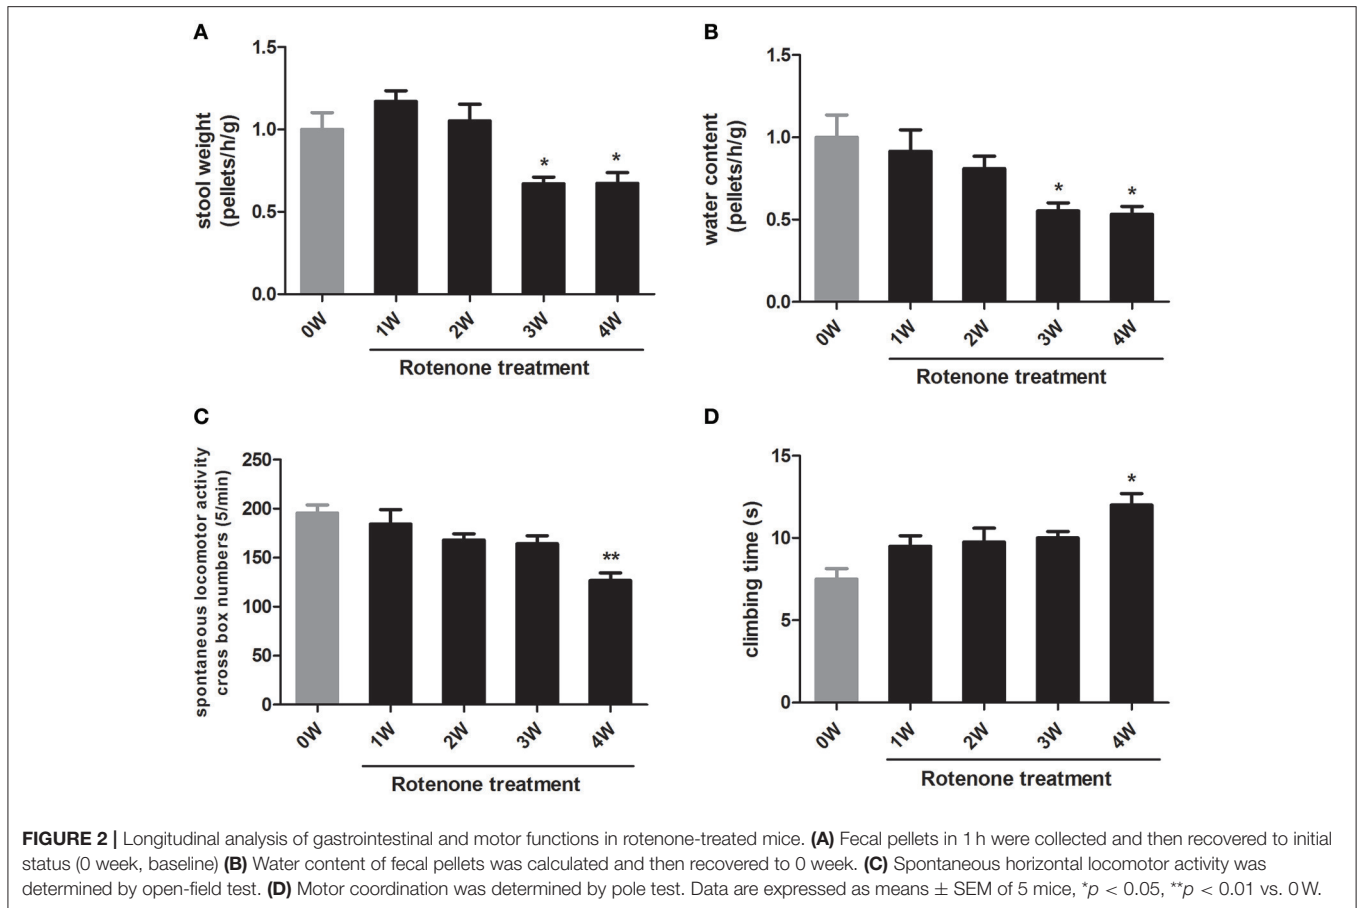 A
stool weight
(pellets/h/g)
1.5
1.0
0.5
0.0
*
*
0W
1W
2W
3W
4W
Rotenone treatment
B
water content
(pellets/h/g)
1.5
1.0
0.5
0.0
*
*
0W
1W
2W
3W
4W
Rotenone treatment
C
spontaneous locomotor activity
cross box numbers (5/min)
250
200
150
100
50
0
**
0W
1W
2W
3W
4W
Rotenone treatment
D
climbing time (s)
15
10
5
0
*
0W
1W
2W
3W
4W
Rotenone treatment
FIGURE 2 | Longitudinal analysis of gastrointestinal and motor functions in rotenone-treated mice. (A) Fecal pellets in 1 h were collected and then recovered to initial
status (0 week, baseline) (B) Water content of fecal pellets was calculated and then recovered to 0 week. (C) Spontaneous horizontal locomotor activity was
determined by open-field test. (D) Motor coordination was determined by pole test. Data are expressed as means ± SEM of 5 mice, *p < 0.05, **p < 0.01 vs. 0 W.